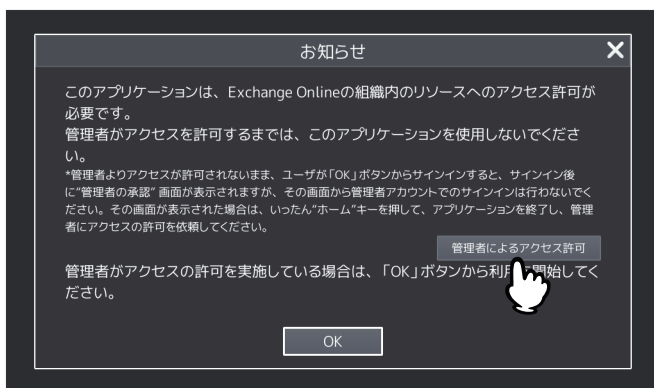 お知らせ
このアプリケーションは、Exchange Onlineの組織内のリソースへのアクセス許可が
必要です。
管理者がアクセスを許可するまでは、このアプリケーションを使用しないでくださ
い。
*管理者よりアクセスが許可されないまま、ユーザが「OK」ボタンからサインインすると、サインイン後
に“管理者の承認” 画面が表示されますが、その画面から管理者アカウントでのサインインは行わないでく
ださい。その画面が表示された場合は、いったん“ホーム”キーを押して、アプリケーションを終了し、管理
者にアクセスの許可を依頼してください。
管理者によるアクセス許可
管理者がアクセスの許可を実施している場合は、「OK」ボタンから利用 開始してく
ださい。
OK